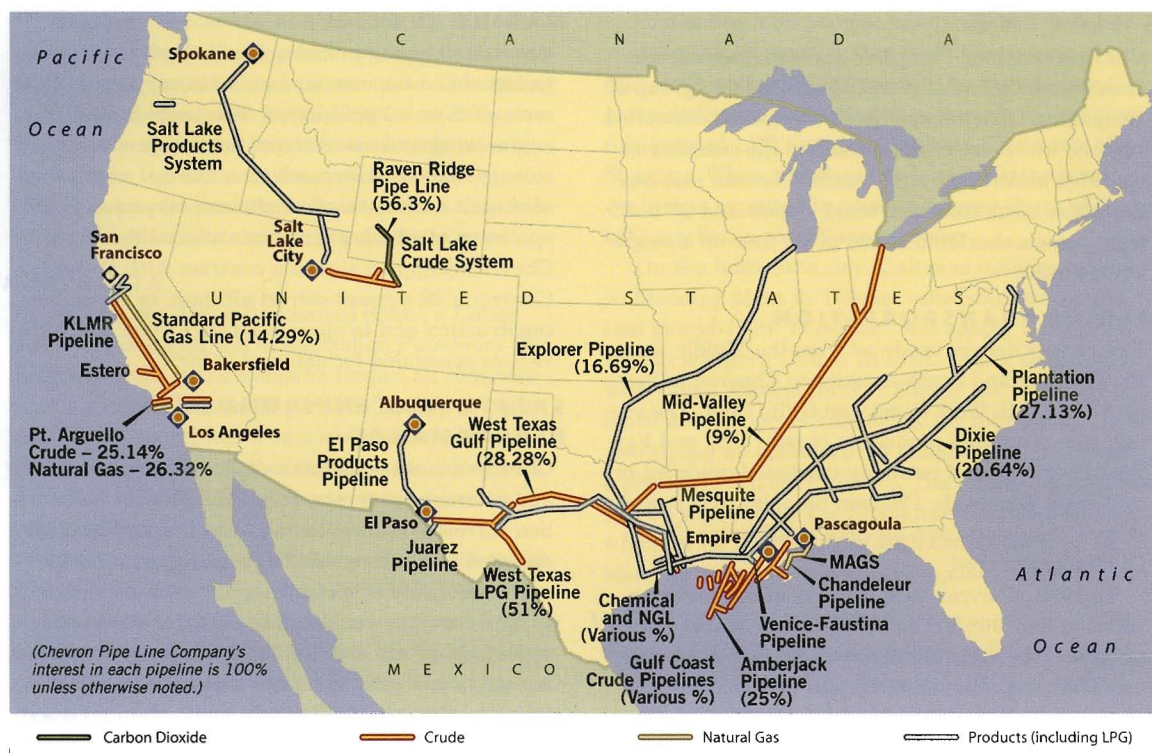 Pacific
Ocean
C A N A D A
Spokane
Salt Lake
Products
System
Raven Ridge
Pipe Line
(56.3%)
Salt
Lake
City
Salt Lake
Crude System
San
Francisco
U N I T E D S T A T E S
KLMR
Pipeline
Standard Pacific
Gas Line (14.29%)
Estero
Bakersfield
Los Angeles
Pt. Arguello
Crude – 25.14%
Natural Gas – 26.32%
Explorer Pipeline
(16.69%)
Mid-Valley
Pipeline
(9%)
Plantation
Pipeline
(27.13%)
Dixie
Pipeline
(20.64%)
Albuquerque
El Paso
Products
Pipeline
West Texas
Gulf Pipeline
(28.28%)
Mesquite
Pipeline
El Paso
Empire
Pascagoula
Juarez
Pipeline
West Texas
LPG Pipeline
(51%)
MAGS
Chandeleur
Pipeline
Chemical
and NGL
(Various %)
Venice-Faustina
Pipeline
Gulf Coast
Crude Pipelines
(Various %)
Amberjack
Pipeline
(25%)
Atlantic
Ocean
M E X I C O
(Chevron Pipe Line Company's
interest in each pipeline is 100%
unless otherwise noted.)
Carbon Dioxide
Crude
Natural Gas
Products (including LPG)